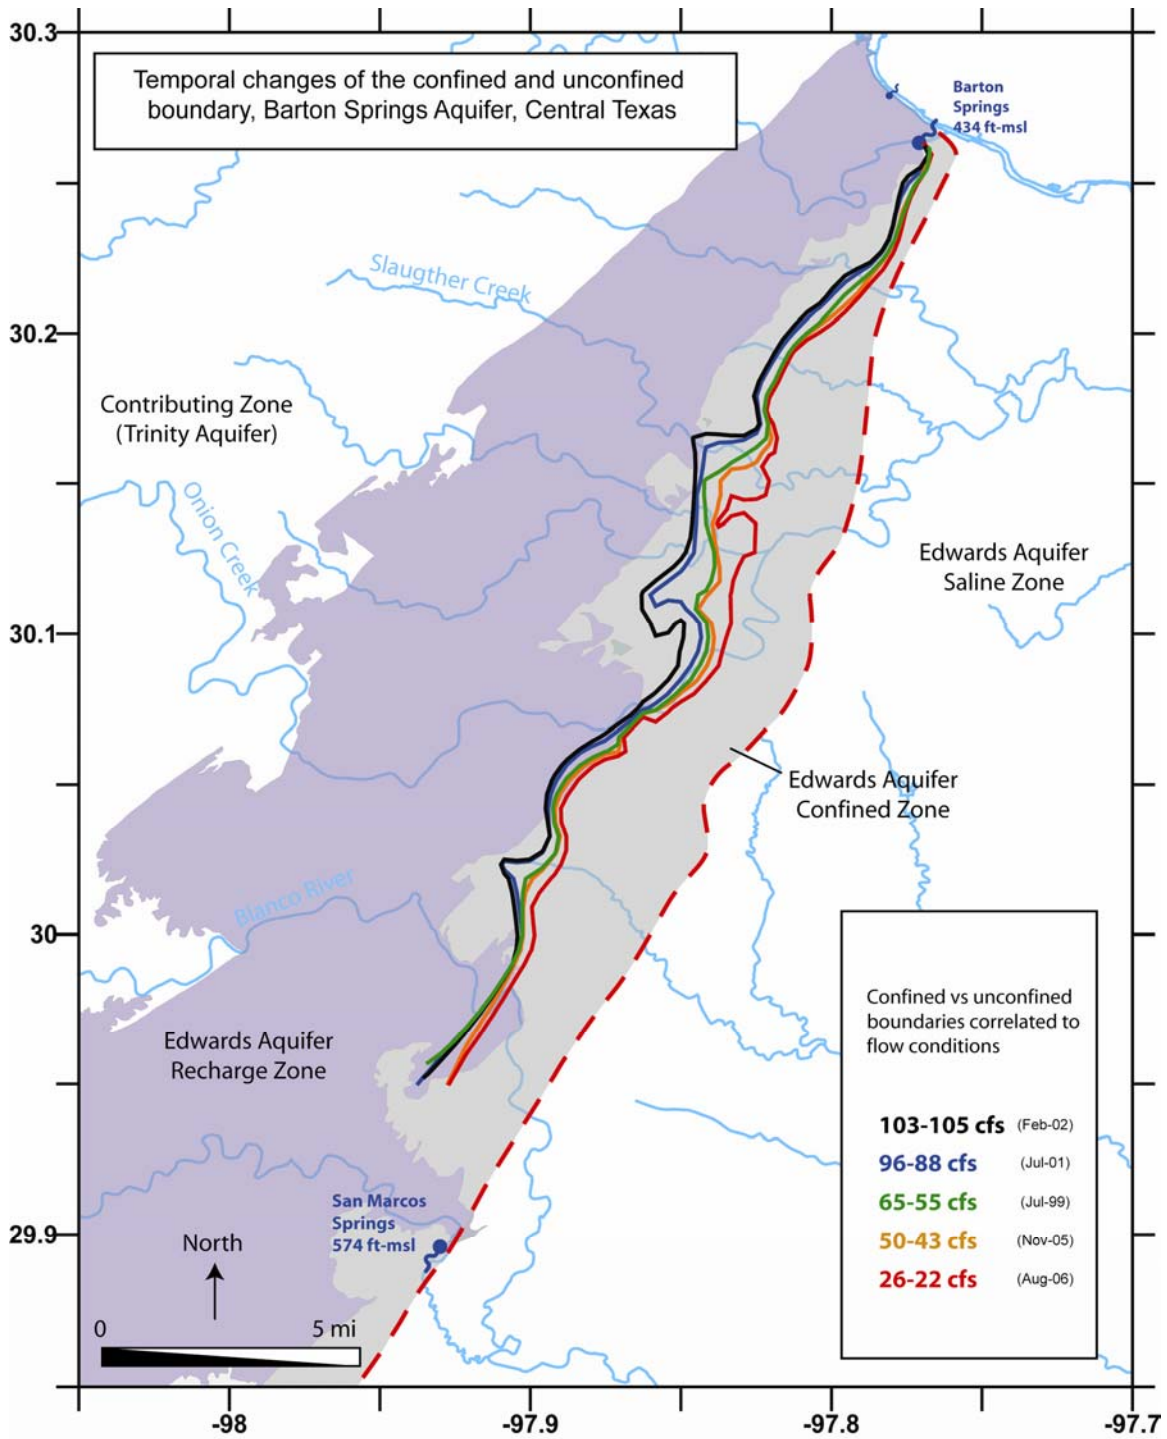 30.3
Temporal changes of the confined and unconfined
boundary, Barton Springs Aquifer, Central Texas
Barton
Springs
434 ft-msl
Slaugther Creek
30.2
Contributing Zone
(Trinity Aquifer)
Onion Creek
Edwards Aquifer
Saline Zone
30.1
Edwards Aquifer
Confined Zone
Blanco River
30
Confined vs unconfined
boundaries correlated to
flow conditions
Edwards Aquifer
Recharge Zone
103-105 cfs (Feb-02)
96-88 cfs (Jul-01)
65-55 cfs (Jul-99)
50-43 cfs (Nov-05)
26-22 cfs (Aug-06)
San Marcos
Springs
574 ft-msl
29.9
North
0 5 mi
-98 -97.9 -97.8 -97.7